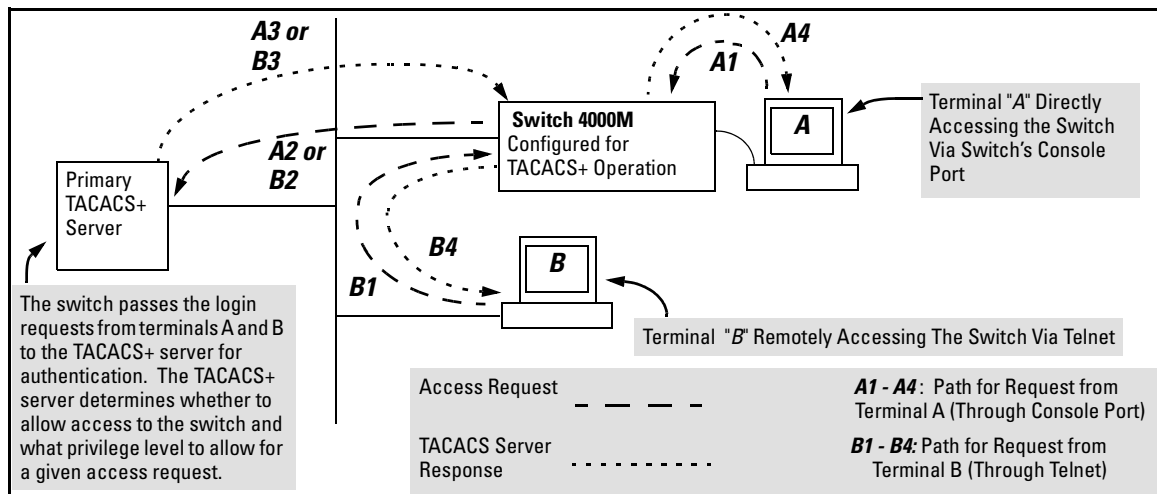 A3 or
B3
A4
A1
Switch 4000M
Configured for
TACACS+ Operation
A
Terminal "A" Directly
Accessing the Switch
Via Switch's Console
Port
A2 or
B2
Primary
TACACS+
Server
B4
B1
B
The switch passes the login
requests from terminals A and B
to the TACACS+ server for
authentication. The TACACS+
server determines whether to
allow access to the switch and
what privilege level to allow for
a given access request.
Terminal "B" Remotely Accessing The Switch Via Telnet
Access Request
A1 - A4: Path for Request from
Terminal A (Through Console Port)
TACACS Server
Response
B1 - B4: Path for Request from
Terminal B (Through Telnet)